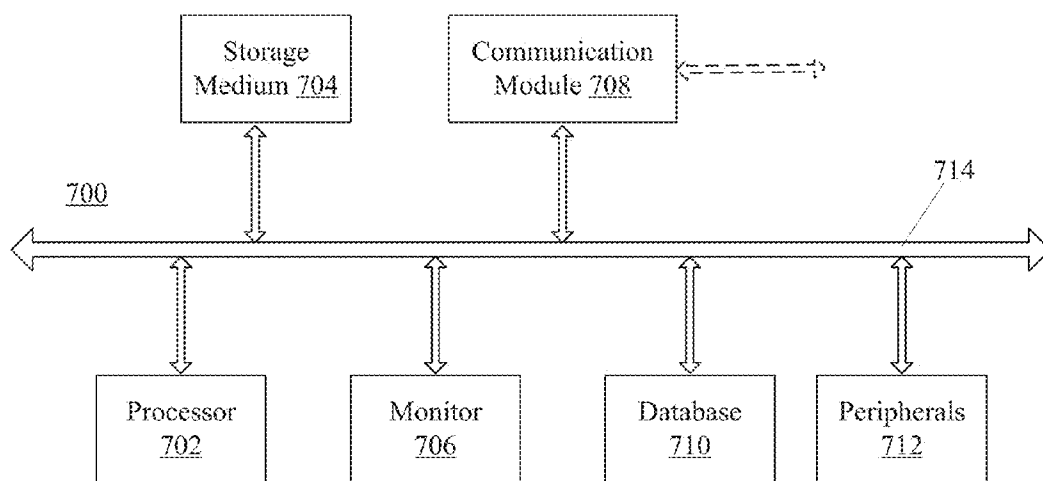 Storage
Medium 704
Communication
Module 708
700
714
Processor
702
Monitor
706
Database
710
Peripherals
712